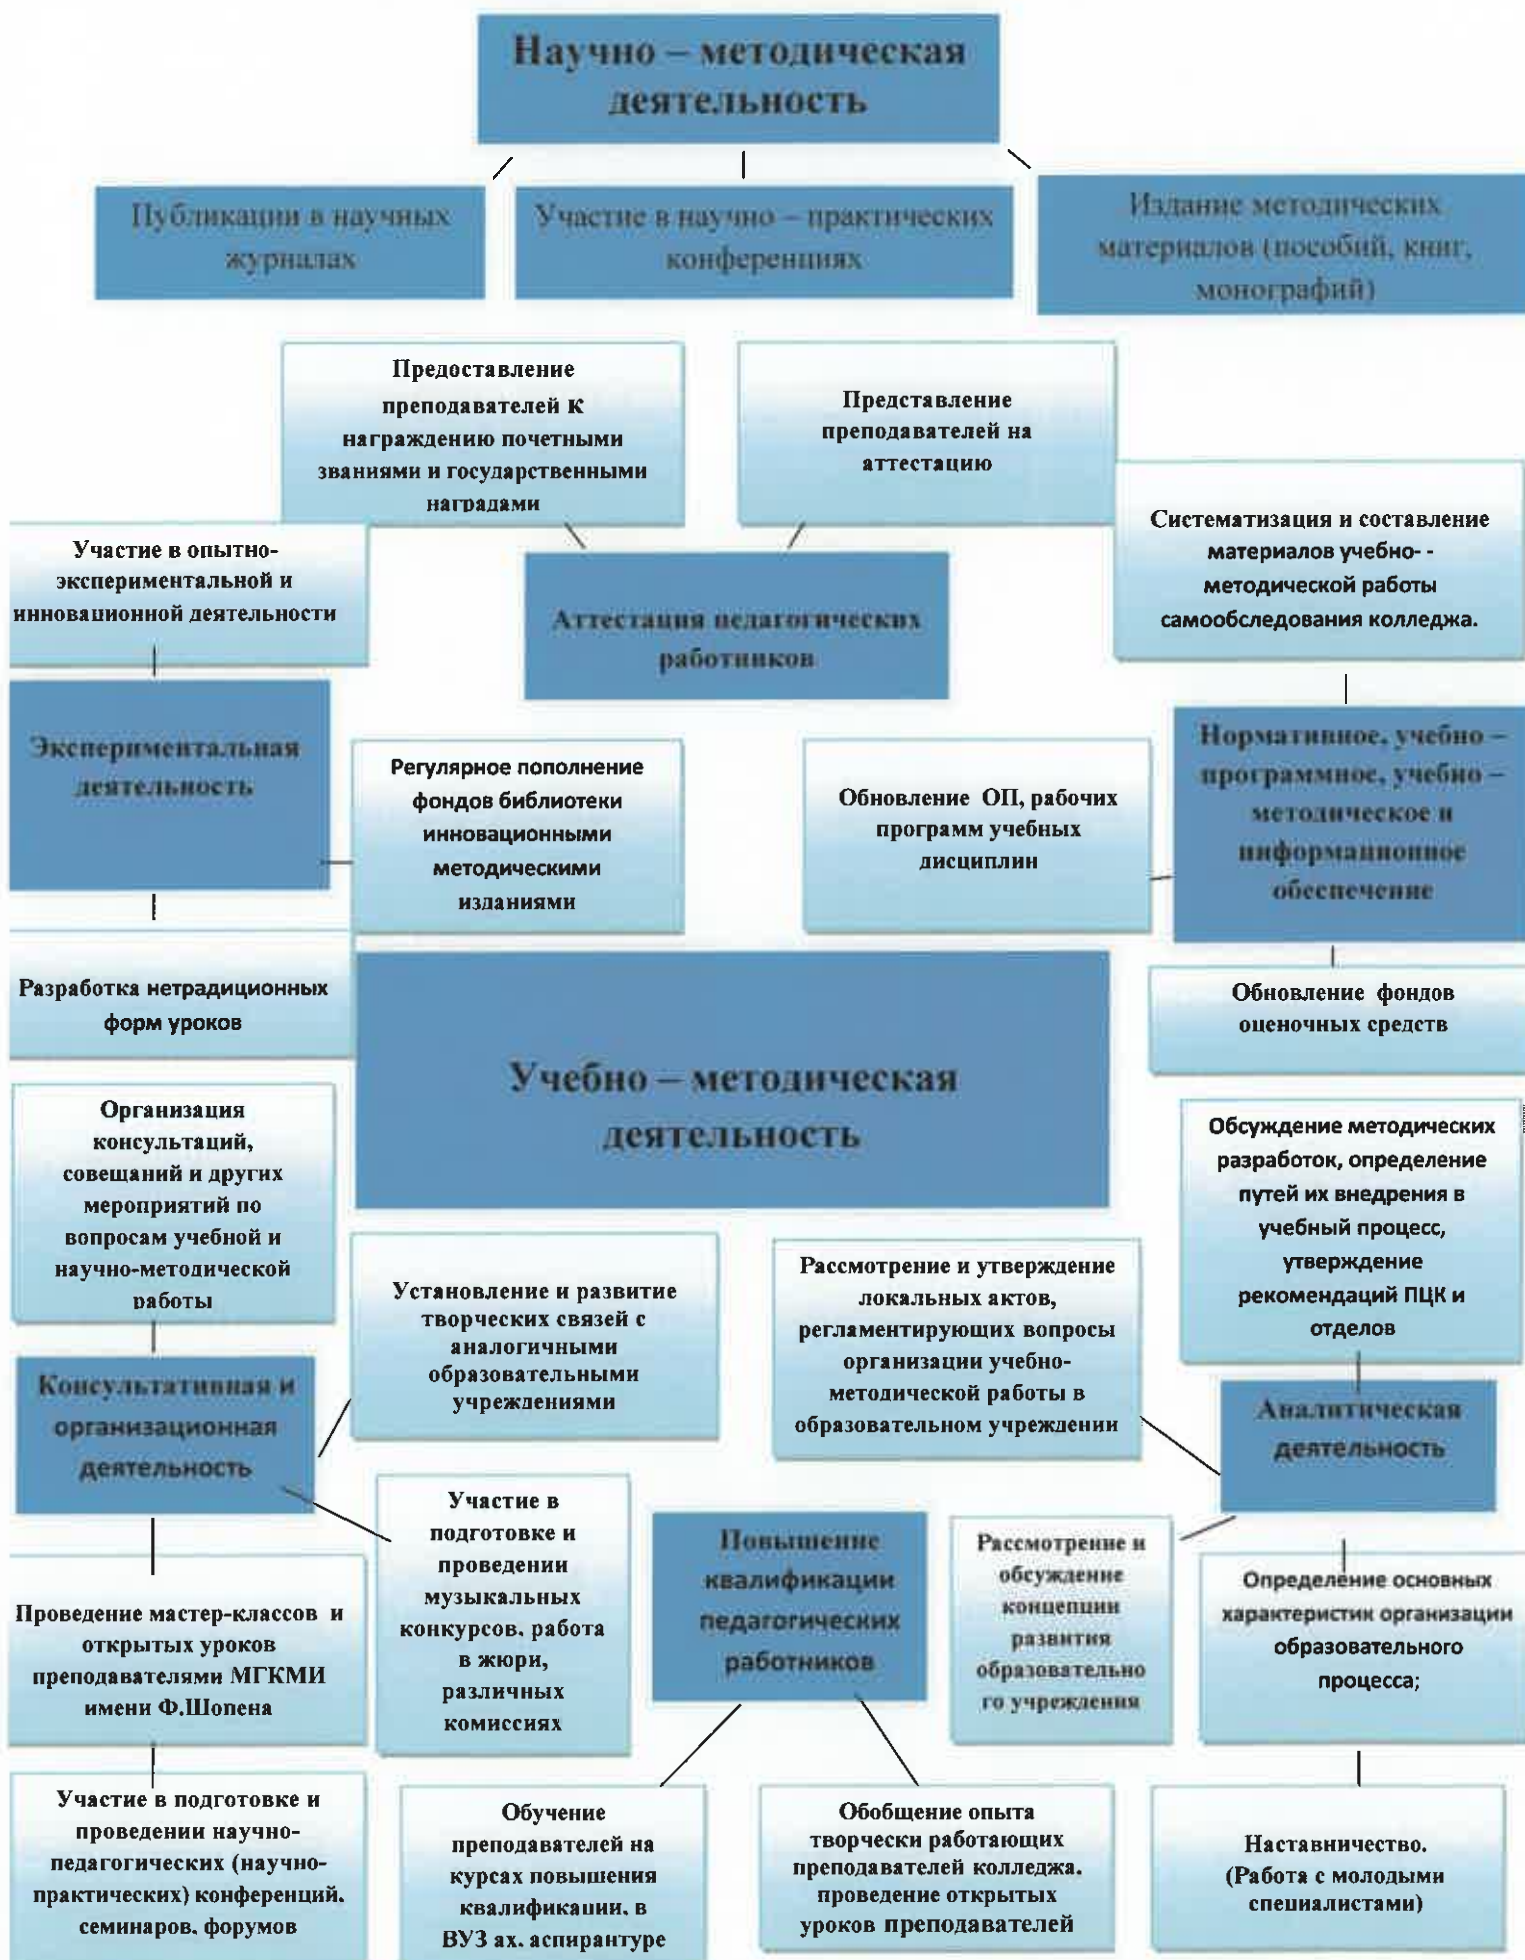 Научно – методическая
деятельность
Публикации в научных
журналах
Участие в научно – практических
конференциях
Издание методических
материалов (пособий, книг,
монографий)
Предоставление
преподавателей К
награждению почетными
званиями и государственными
наградами
Представление
преподавателей на
аттестацию
Систематизация и составление
материалов учебно- -
методической работы
самообследования колледжа.
Участие в опытно-
экспериментальной и
инновационной деятельности
Аттестация педагогических
работников
Экспериментальная
деятельность
Регулярное пополнение
фондов библиотеки
инновационными
методическими
изданиями
Обновление ОП, рабочих
программ учебных
дисциплин
Нормативное, учебно –
программное, учебно –
методическое и
информационное
обеспечение
Разработка нетрадиционных
форм уроков
Обновление фондов
оценочных средств
Учебно – методическая
деятельность
Организация
консультаций,
совещаний и других
мероприятий по
вопросам учебной и
научно-методической
работы
Обсуждение методических
разработок, определение
путей их внедрения в
учебный процесс,
утверждение
рекомендаций ПЦК и
отделов
Установление и развитие
творческих связей с
аналогичными
образовательными
учреждениями
Рассмотрение и утверждение
локальных актов,
регламентирующих вопросы
организации учебно-
методической работы в
образовательном учреждении
Консультативная и
организационная
деятельность
Аналитическая
деятельность
Участие в
подготовке и
проведении
музыкальных
конкурсов, работа
в жюри,
различных
комиссиях
Повышение
квалификации
педагогических
работников
Рассмотрение и
обсуждение
концепции
развития
образовательно
го учреждения
Определение основных
характеристик организации
образовательного
процесса;
Проведение мастер-классов и
открытых уроков
преподавателями МГКМИ
имени Ф.Шопена
Участие в подготовке и
проведении научно-
педагогических (научно-
практических) конференций,
семинаров, форумов
Обучение
преподавателей на
курсах повышения
квалификации, в
ВУЗ ах, аспирантуре
Обобщение опыта
творчески работающих
преподавателей колледжа,
проведение открытых
уроков преподавателей
Наставничество.
(Работа с молодыми
специалистами)